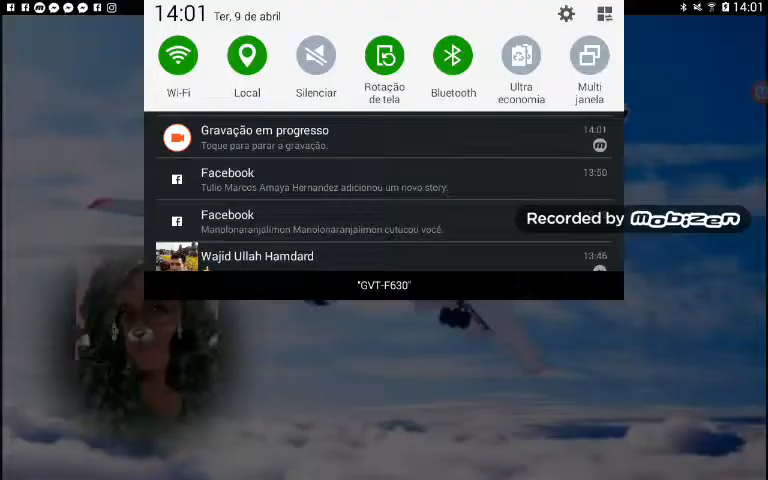 14:01
14:01 Ter, 9 de abril
Wi-Fi
Local
Silenciar
Rotação
de tela
Bluetooth
Ultra
economia
Multi
janela
Gravação em progresso 14:01
Toque para parar a gravação.
Facebook 13:50
Tulio Marcos Amaya Hernandez adicionou um novo story.
Facebook
Manolonaranjalimon Manolonaranjalimon cutucou você.
Recorded by mobizen
Wajid Ullah Hamdard 13:46
"GVT-F630"